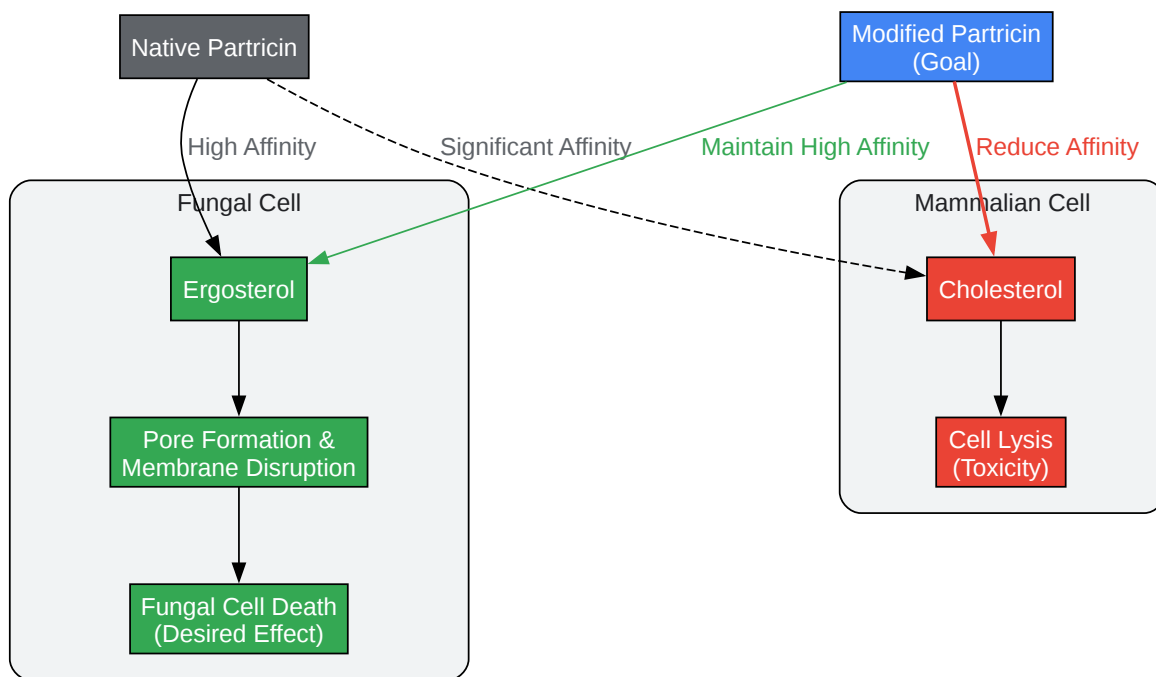 Native Partricin
Modified Partricin
(Goal)
High Affinity
Significant Affinity
Maintain High Affinity
Reduce Affinity
Fungal Cell
Mammalian Cell
Ergosterol
Cholesterol
Pore Formation &
Membrane Disruption
Cell Lysis
(Toxicity)
Fungal Cell Death
(Desired Effect)